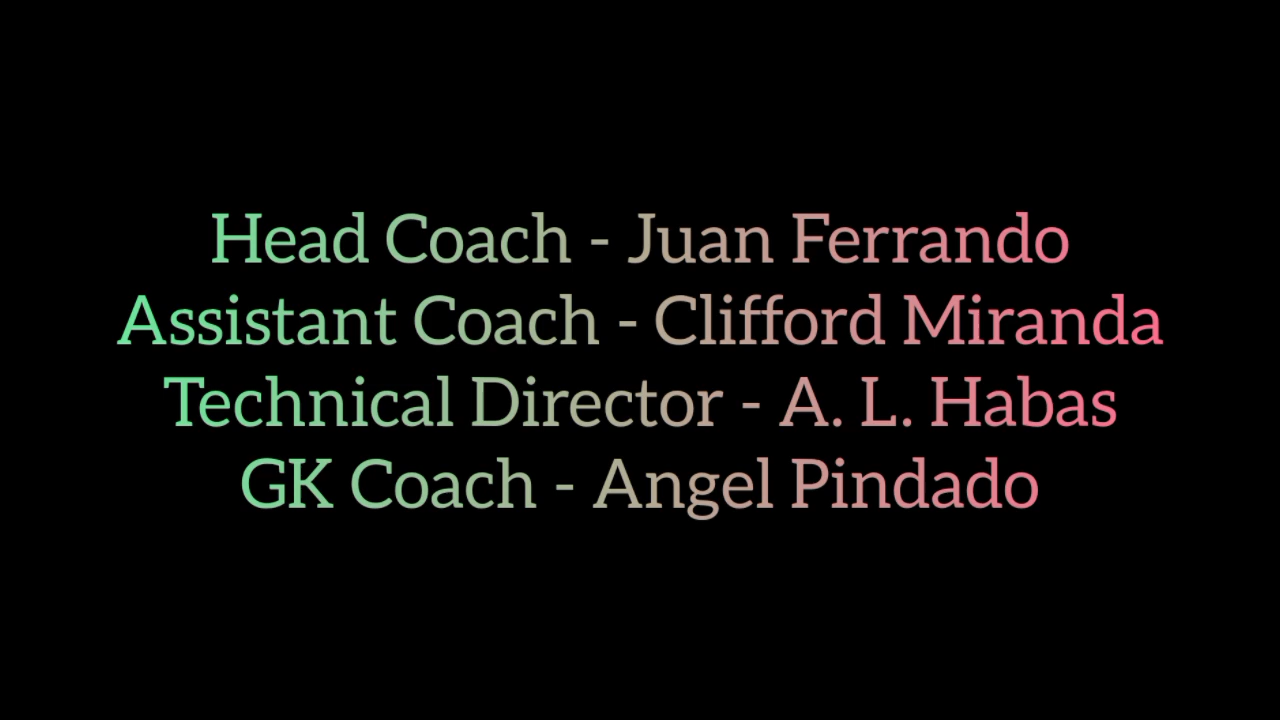 Head Coach - Juan Ferrando
Assistant Coach - Clifford Miranda
Technical Director - A. L. Habas
GK Coach - Angel Pindado